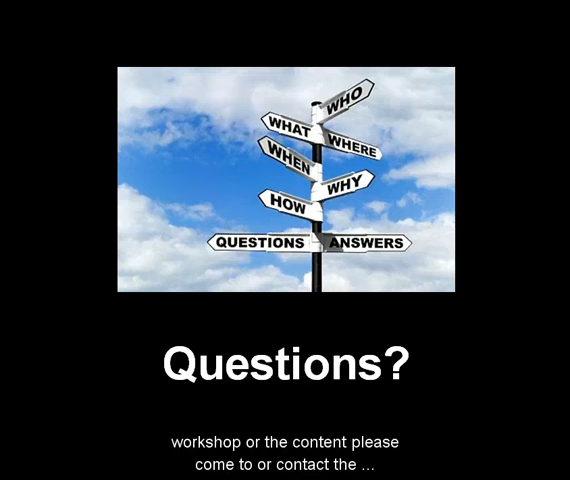 WHO
WHAT
WHERE
WHEN
WHY
HOW
QUESTIONS ANSWERS
Questions?
workshop or the content please
come to or contact the ...